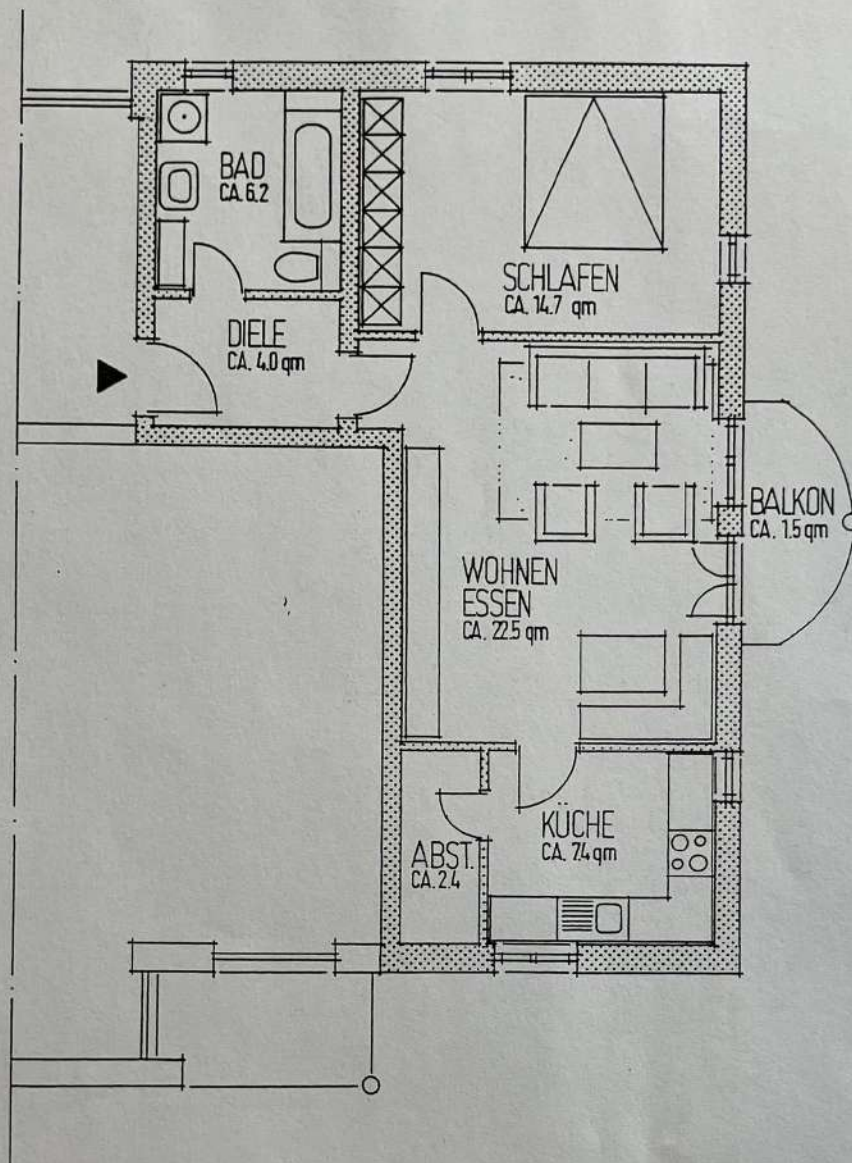 BAD
CA. 6.2
SCHLAFEN
CA. 14.7 qm
DIELE
CA. 4.0 qm
BALKON
CA. 1.5 qm
WOHNEN
ESSEN
CA. 22.5 qm
KÜCHE
CA. 7.4 qm
ABST.
CA. 2.4